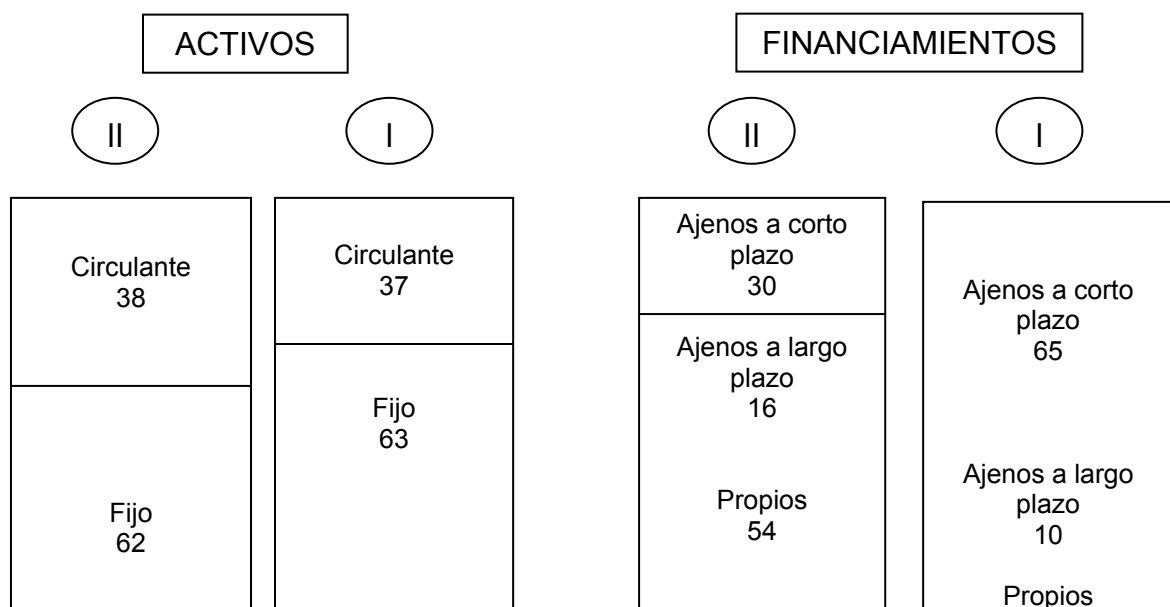 ACTIVOS
FINANCIAMIENTOS
II
I
II
I
Circulante
38
Fijo
62
Circulante
37
Fijo
63
Ajenos a corto
plazo
30
Ajenos a largo
plazo
16
Propios
54
Ajenos a corto
plazo
65
Ajenos a largo
plazo
10
Propios